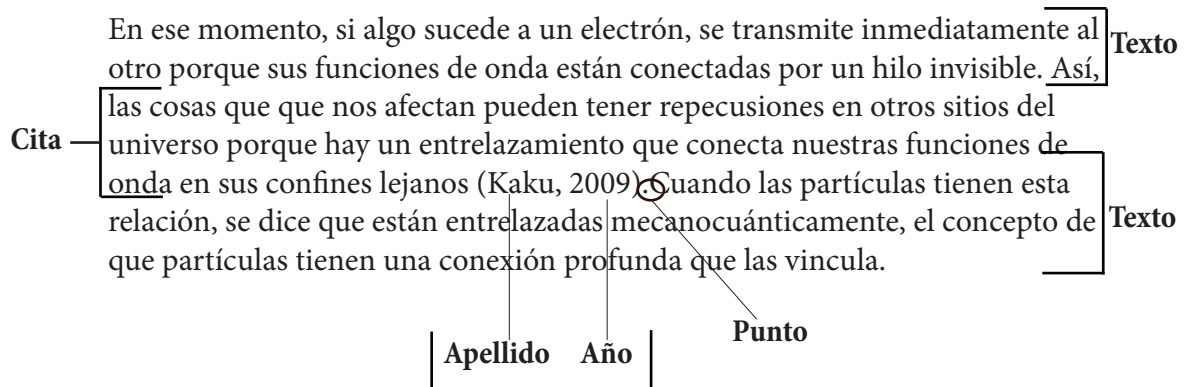 En ese momento, si algo sucede a un electrón, se transmite inmediatamente al
otro porque sus funciones de onda están conectadas por un hilo invisible. Así,
Texto
las cosas que que nos afectan pueden tener repecusiones en otros sitios del
Cita
universo porque hay un entrelazamiento que conecta nuestras funciones de
onda en sus confines lejanos (Kaku, 2009).Cuando las partículas tienen esta
relación, se dice que están entrelazadas mecanocuánticamente, el concepto de
Texto
que partículas tienen una conexión profunda que las vincula.
Punto
Apellido Año